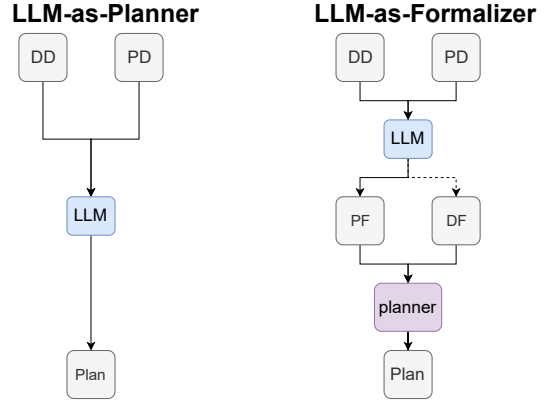 LLM-as-Planner
DD
PD
LLM
Plan
LLM-as-Formalizer
DD
PD
LLM
PF
DF
planner
Plan